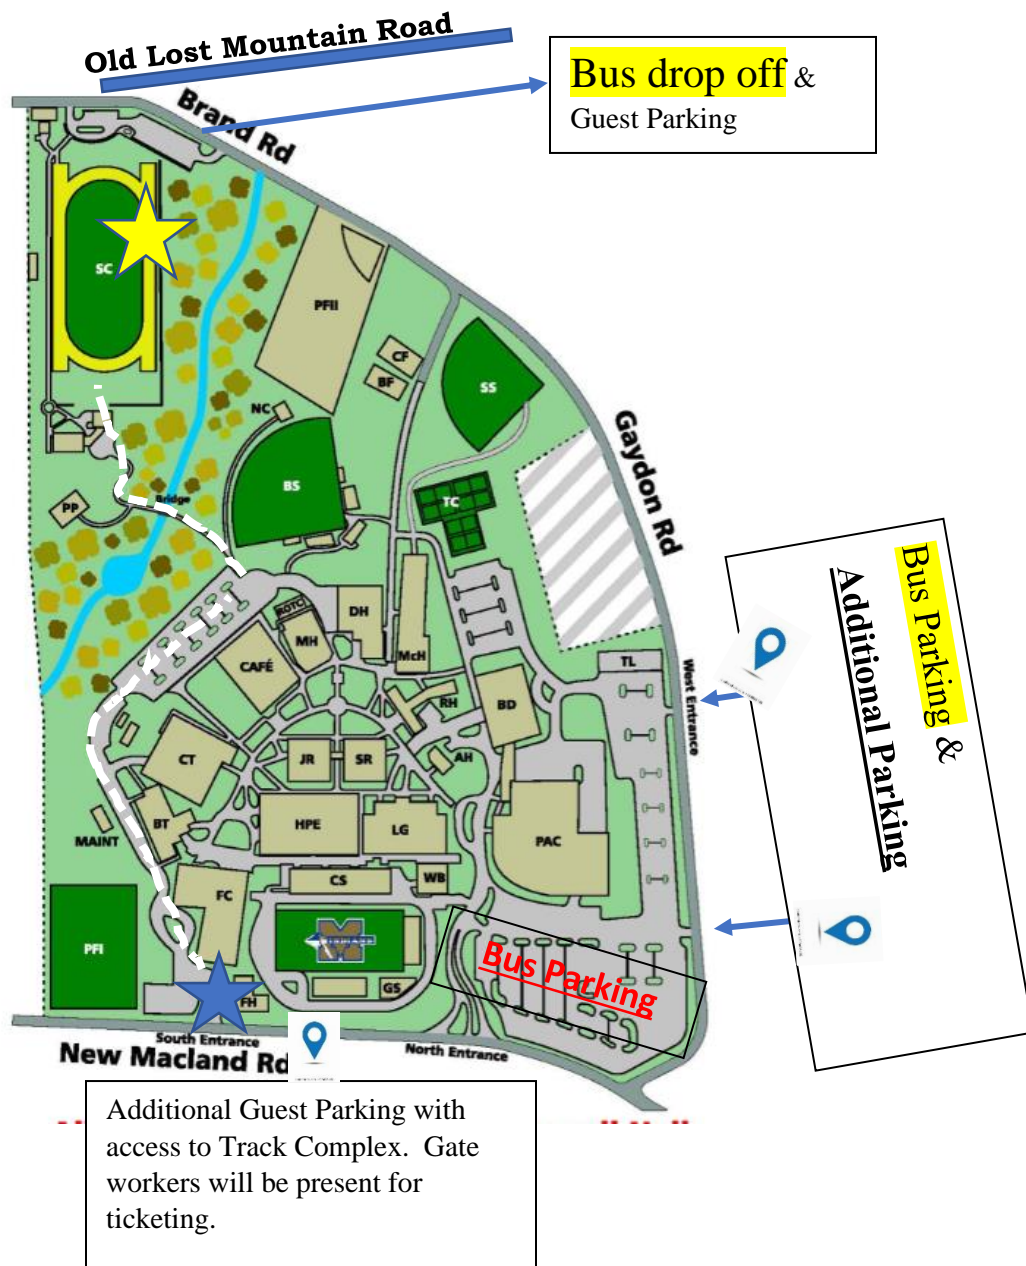 Old Lost Mountain Road
Bus drop off &
Guest Parking
Brand Rd
SC
PFII
CF
BF
SS
NC
Gaydon Rd
BS
TC
Bridge
PP
Bus Parking &
Additional Parking
ROTC
DH
MH
McH
CAFÉ
TL
West Entrance
RH
BD
CT
JR
SR
AH
BT
HPE
LG
PAC
MAINT
CS
WB
FC
PFI
Bus Parking
GS
FH
South Entrance
North Entrance
New Macland Rd
Additional Guest Parking with
access to Track Complex. Gate
workers will be present for
ticketing.